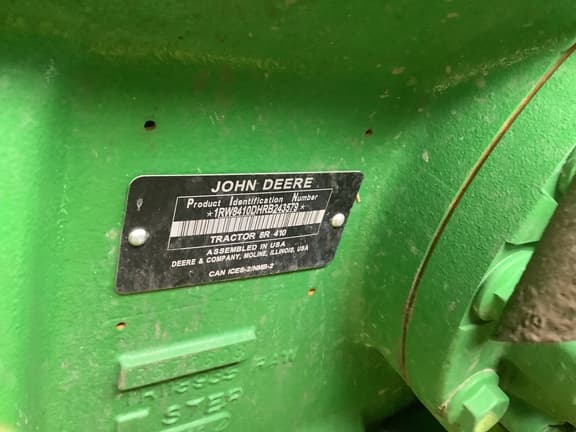 JOHN DEERE
Product Identification Number
*1RW8410DHRB243579*
TRACTOR 8R 410
ASSEMBLED IN USA
DEERE & COMPANY, MOLINE, ILLINOIS, USA
CAN ICES-2/NMB-2
STEP